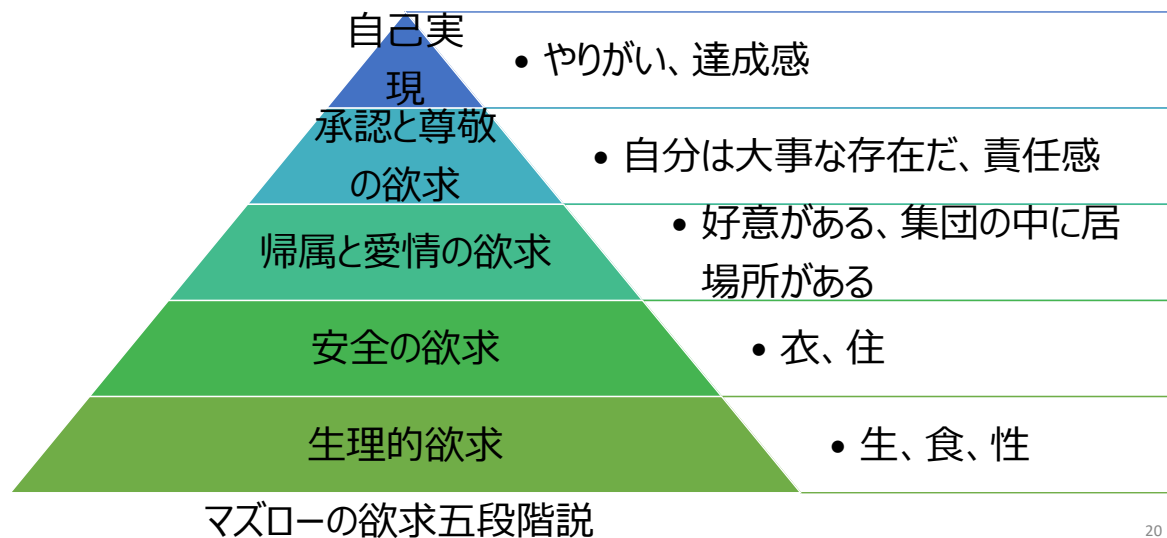 自己実
現
• やりがい、達成感
承認と尊敬
の欲求
• 自分は大事な存在だ、責任感
帰属と愛情の欲求
• 好意がある、集団の中に居
場所がある
安全の欲求
• 衣、住
生理的欲求
• 生、食、性
マズローの欲求五段階説
20